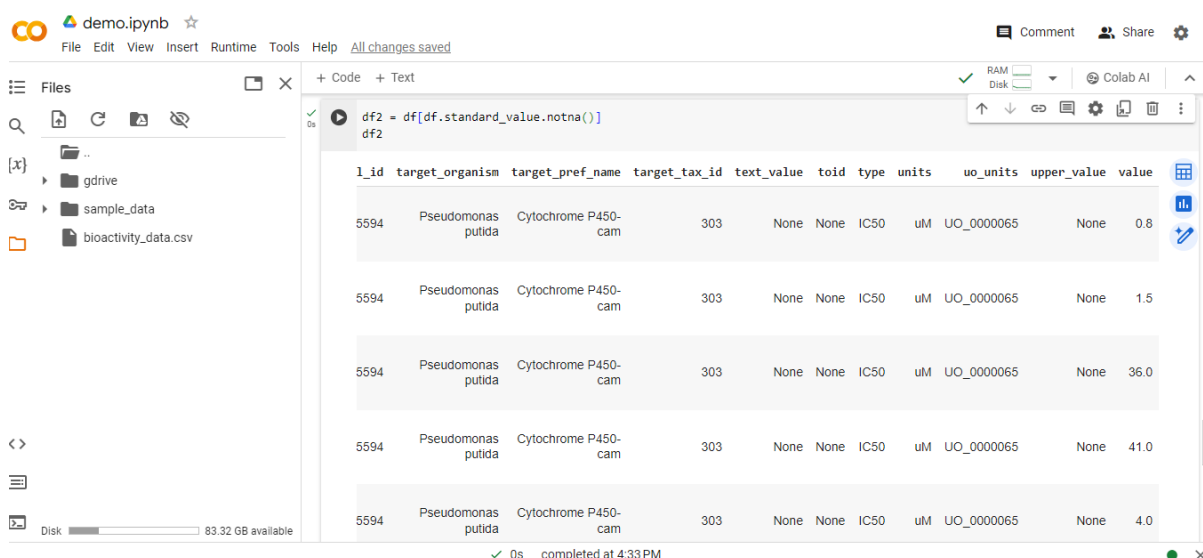 demo.ipynb
File Edit View Insert Runtime Tools Help All changes saved
Comment Share
Files
+ Code + Text
RAM
Disk
Colab AI
..
gdrive
sample_data
bioactivity_data.csv
{x}
0s
df2 = df[df.standard_value.notna()]
df2
l_id target_organism target_pref_name target_tax_id text_value toid type units uo_units upper_value value
5594 Pseudomonas putida Cytochrome P450-cam 303 None None IC50 uM UO_0000065 None 0.8
5594 Pseudomonas putida Cytochrome P450-cam 303 None None IC50 uM UO_0000065 None 1.5
5594 Pseudomonas putida Cytochrome P450-cam 303 None None IC50 uM UO_0000065 None 36.0
5594 Pseudomonas putida Cytochrome P450-cam 303 None None IC50 uM UO_0000065 None 41.0
5594 Pseudomonas putida Cytochrome P450-cam 303 None None IC50 uM UO_0000065 None 4.0
Disk 83.32 GB available
0s completed at 4:33 PM